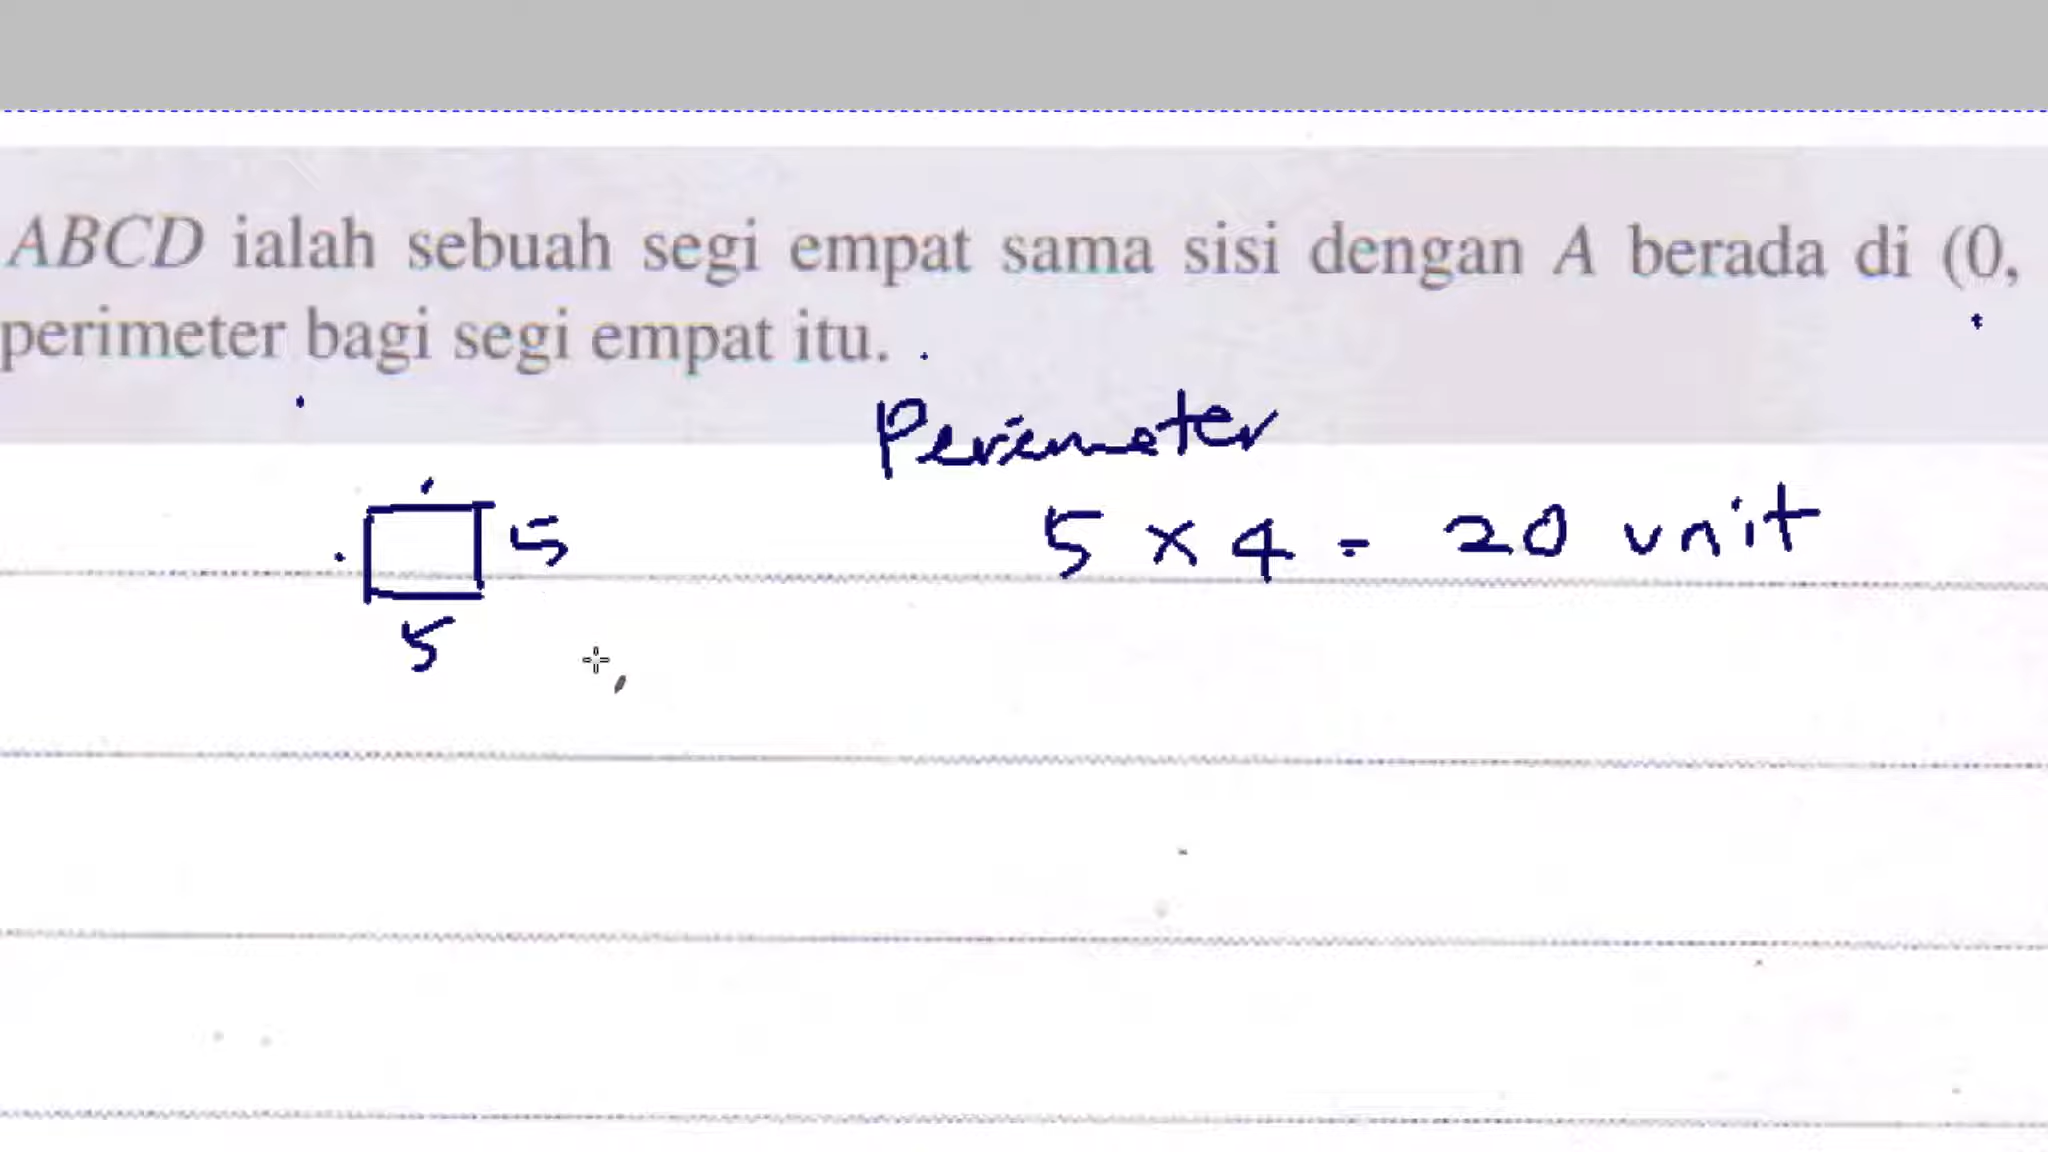 ABCD ialah sebuah segi empat sama sisi dengan A berada di (0,
perimeter bagi segi empat itu.
Perimeter
5
5 x 4 = 20 unit
5